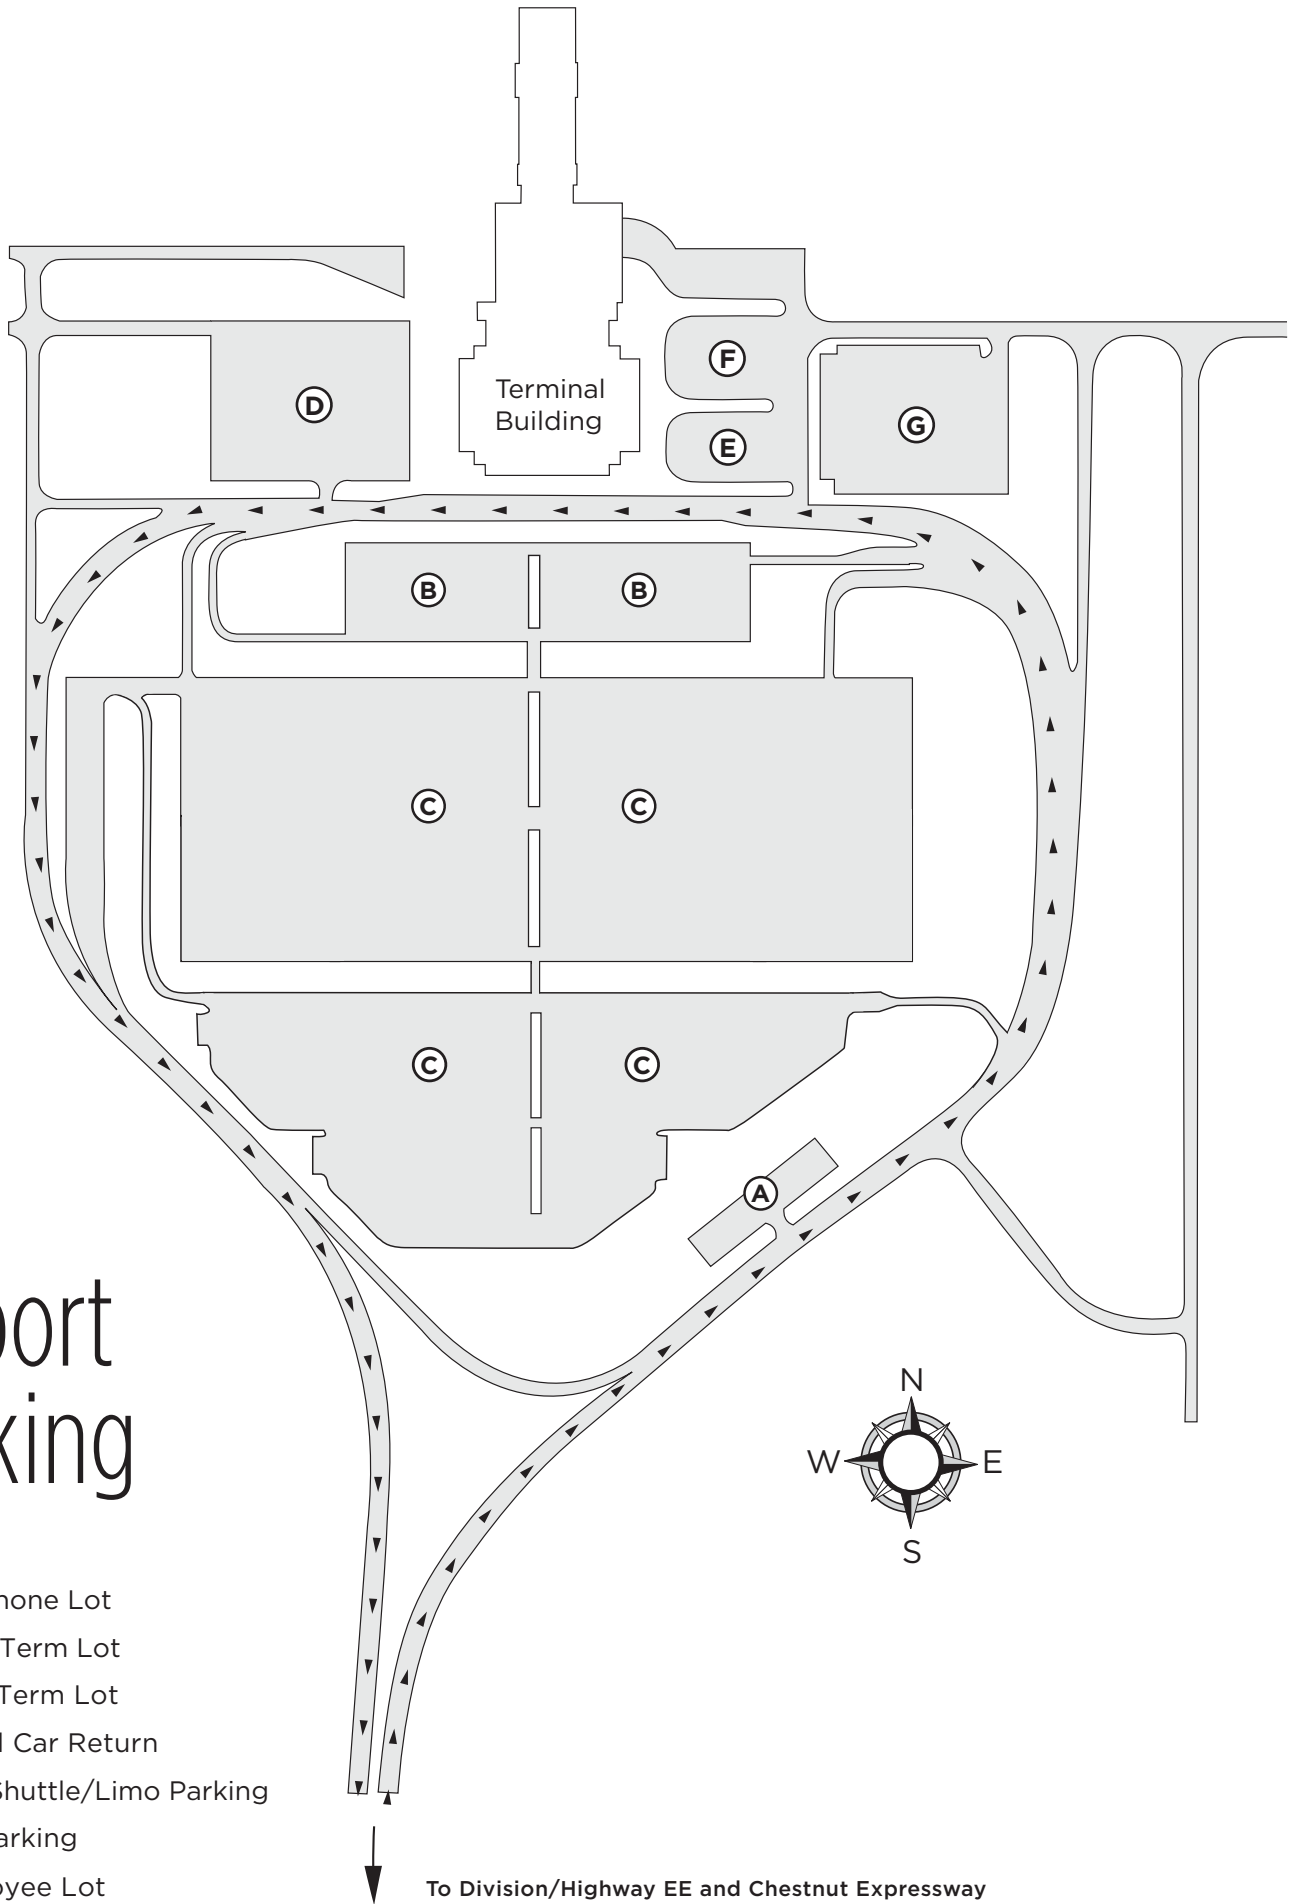 Terminal
Building
F
D
G
E
B
B
C
C
C
C
A
port
king
N
W
E
S
hone Lot
Term Lot
Term Lot
Car Return
Shuttle/Limo Parking
arking
oyee Lot
To Division/Highway EE and Chestnut Expressway